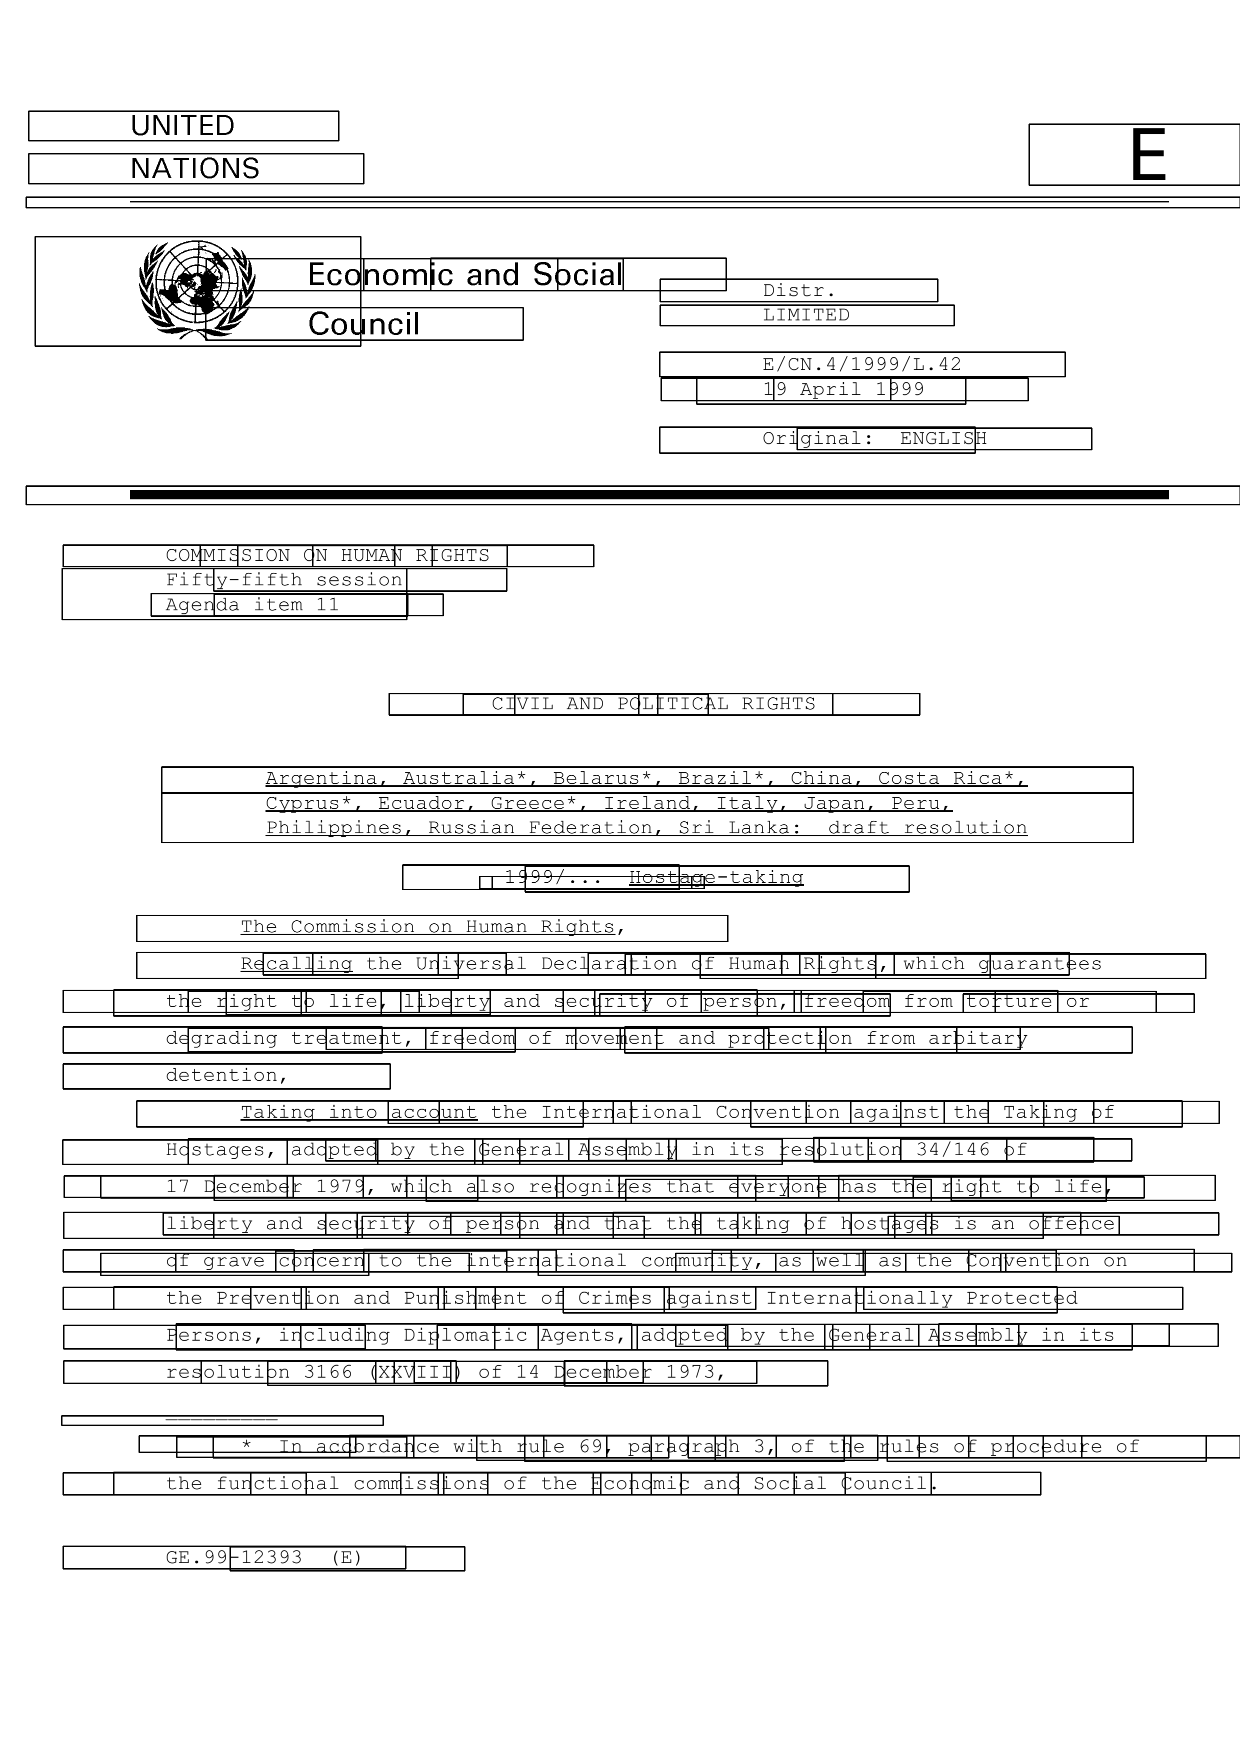 UNITED
NATIONS
E
Economic and Social
Council
Distr.
LIMITED
E/CN.4/1999/L.42
19 April 1999
Original:  ENGLISH
COMMISSION ON HUMAN RIGHTS
Fifty-fifth session
Agenda item 11
CIVIL AND POLITICAL RIGHTS
Argentina, Australia*, Belarus*, Brazil*, China, Costa Rica*,
Cyprus*, Ecuador, Greece*, Ireland, Italy, Japan, Peru,
Philippines, Russian Federation, Sri Lanka:  draft resolution
1999/...  Hostage-taking
The Commission on Human Rights,
Recalling the Universal Declaration of Human Rights, which guarantees
the right to life, liberty and security of person, freedom from torture or
degrading treatment, freedom of movement and protection from arbitary
detention,
Taking into account the International Convention against the Taking of
Hostages, adopted by the General Assembly in its resolution 34/146 of
17 December 1979, which also recognizes that everyone has the right to life,
liberty and security of person and that the taking of hostages is an offence
of grave concern to the international community, as well as the Convention on
the Prevention and Punishment of Crimes against Internationally Protected
Persons, including Diplomatic Agents, adopted by the General Assembly in its
resolution 3166 (XXVIII) of 14 December 1973,
_________
*  In accordance with rule 69, paragraph 3, of the rules of procedure of
the functional commissions of the Economic and Social Council.
GE.99-12393  (E)